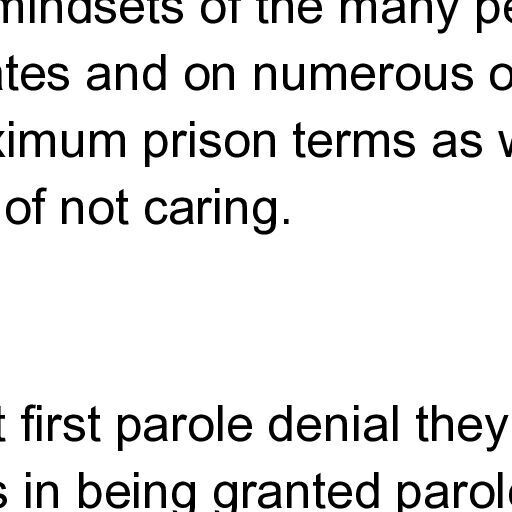 mindsets of the many pe
ates and on numerous o
ximum prison terms as w
of not caring.
t first parole denial they
s in being granted parole